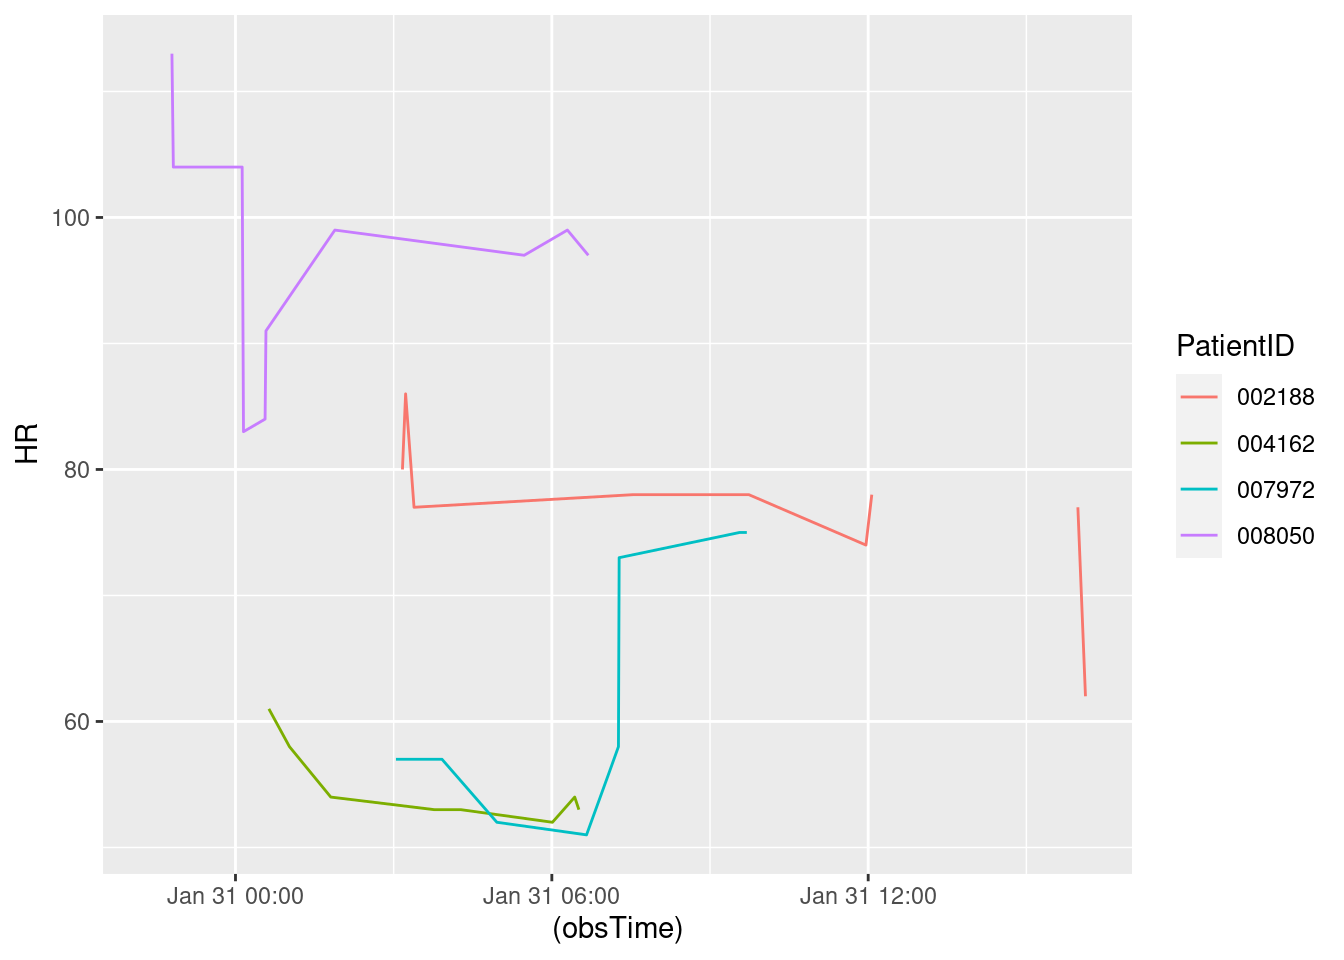 HR
100
80
60
Jan 31 00:00
Jan 31 06:00
Jan 31 12:00
(obsTime)
PatientID
002188
004162
007972
008050